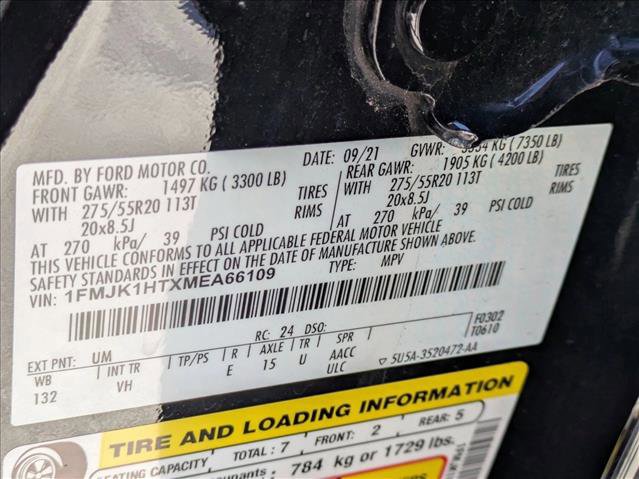 MFD. BY FORD MOTOR CO. DATE: 09/21 GVWR: 3334 KG (7350 LB)
FRONT GAWR: 1497 KG (3300 LB) REAR GAWR: 1905 KG (4200 LB)
WITH 275/55R20 113T TIRES WITH 275/55R20 113T TIRES
20x8.5J RIMS 20x8.5J RIMS
AT 270 kPa/ 39 PSI COLD AT 270 kPa/ 39 PSI COLD
THIS VEHICLE CONFORMS TO ALL APPLICABLE FEDERAL MOTOR VEHICLE
SAFETY STANDARDS IN EFFECT ON THE DATE OF MANUFACTURE SHOWN ABOVE.
VIN: 1FMJK1HTXMEA66109 TYPE: MPV
F0302
T0610
EXT PNT: UM RC: 24 DSO:
WB INT TR TP/PS R AXLE TR SPR
132 VH E 15 U AACC
ULC ▽ 5U5A-3520472-AA
TIRE AND LOADING INFORMATION
SEATING CAPACITY TOTAL: 7 FRONT: 2 REAR: 5
784 kg or 1729 lbs.